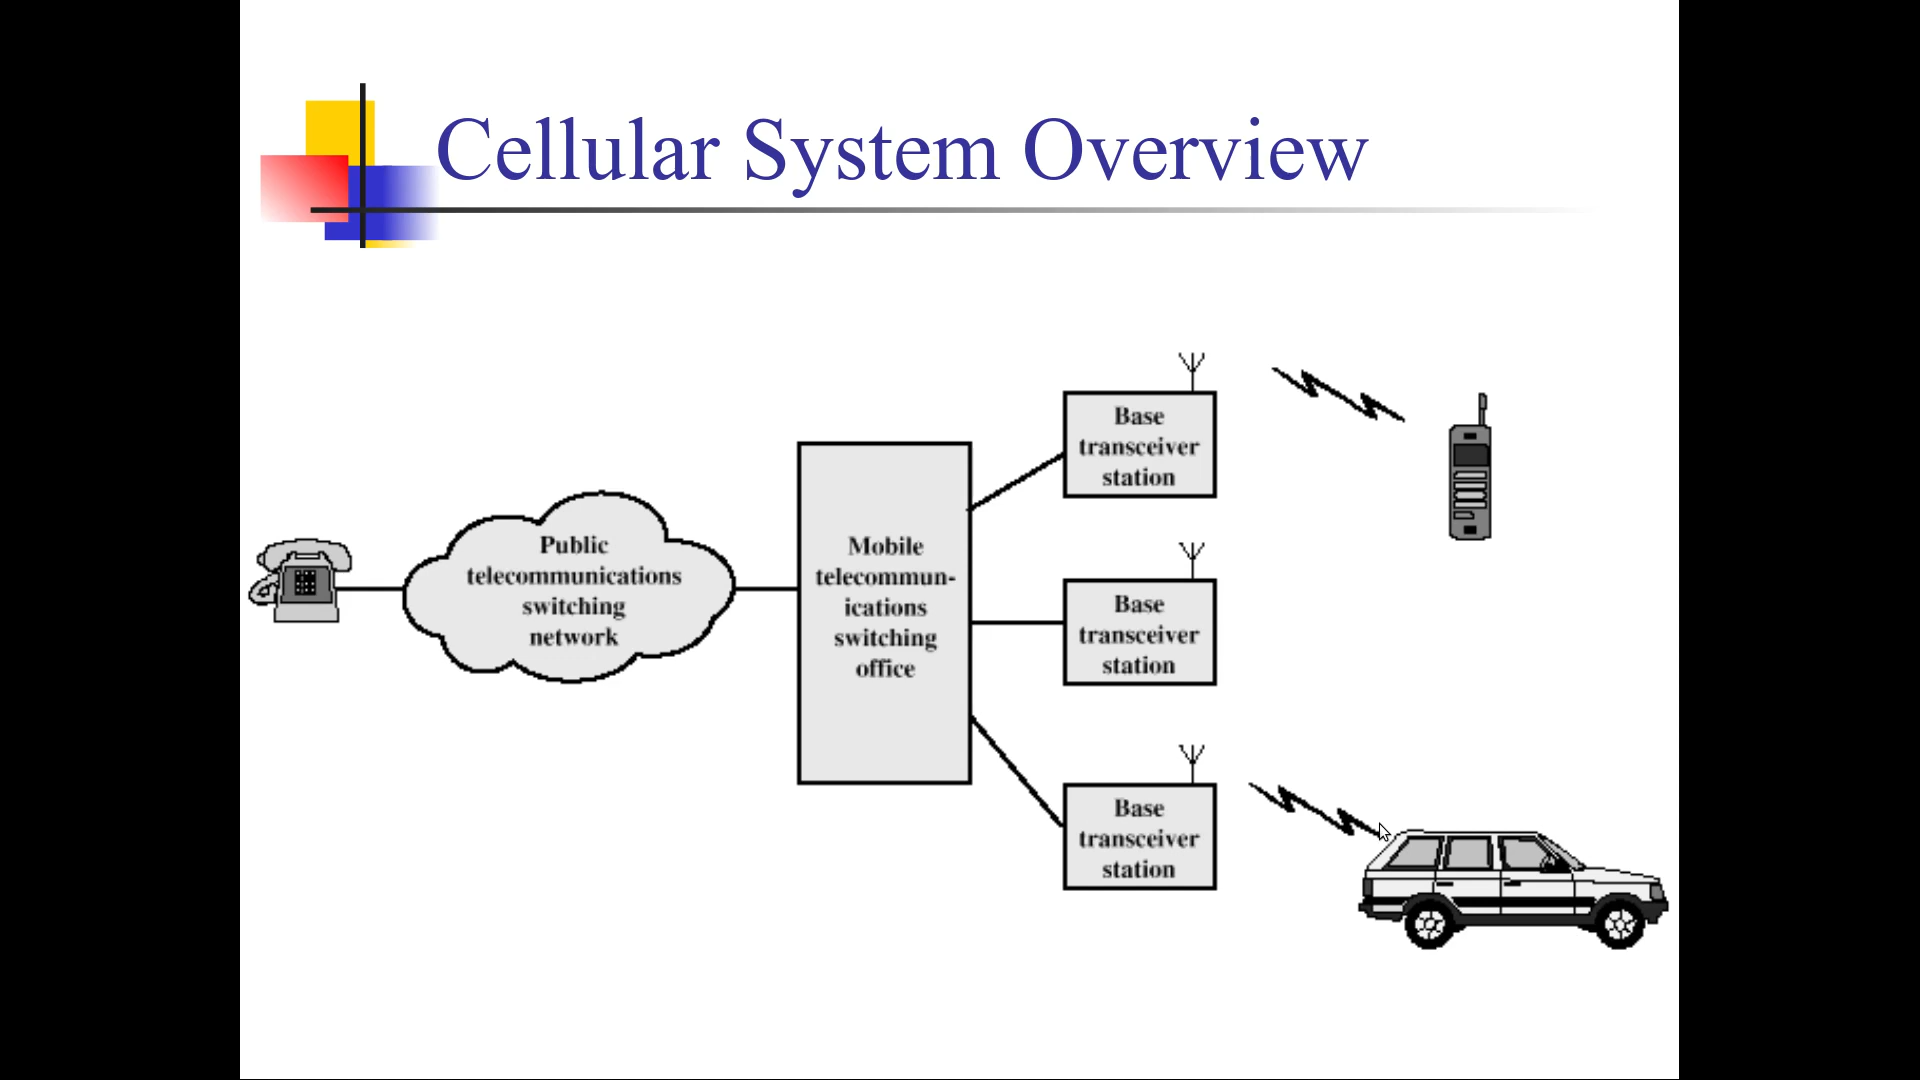 Cellular System Overview
Public
telecommunications
switching
network
Mobile
telecommun-
ications
switching
office
Base
transceiver
station
Base
transceiver
station
Base
transceiver
station